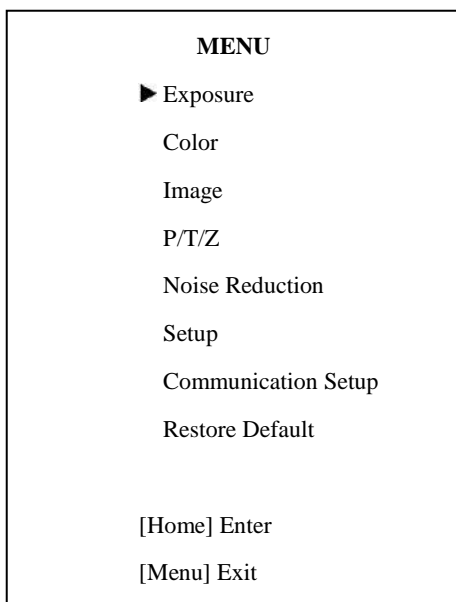 MENU
Exposure
Color
Image
P/T/Z
Noise Reduction
Setup
Communication Setup
Restore Default
[Home] Enter
[Menu] Exit